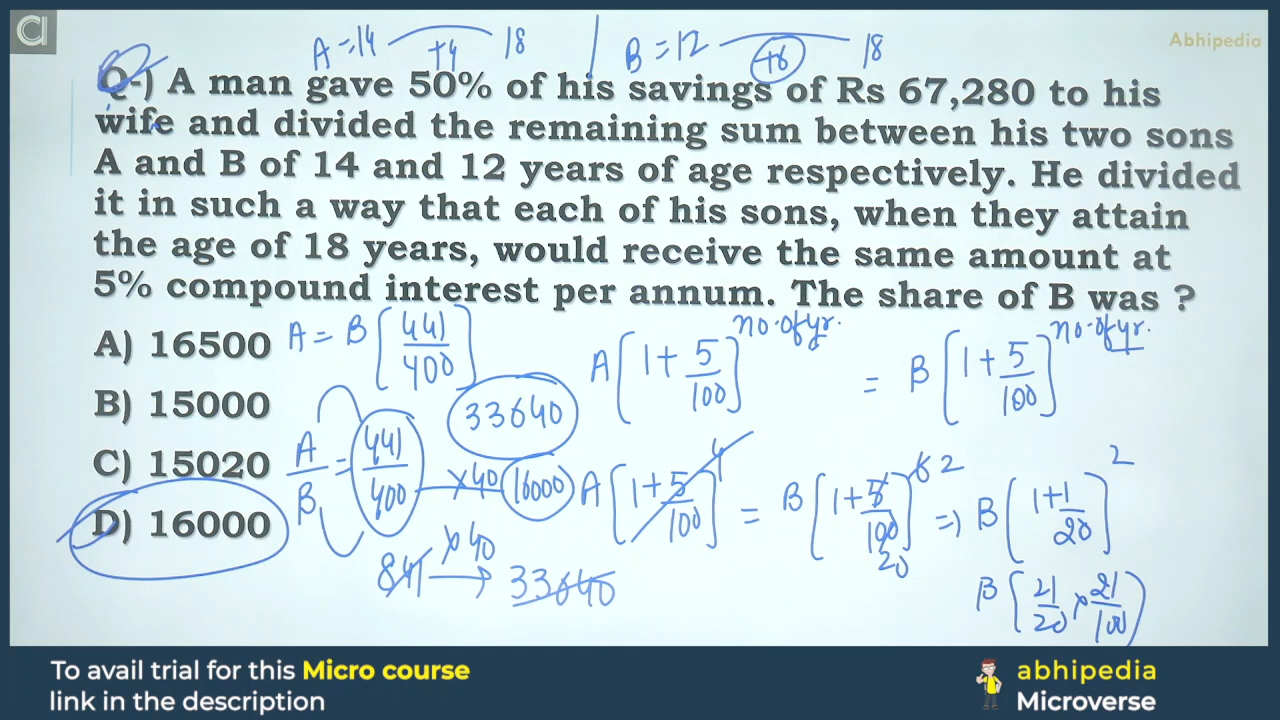 a
Abhipedia
A = 14 +4 18 B = 12 +6 18
Q-) A man gave 50% of his savings of Rs 67,280 to his
wife and divided the remaining sum between his two sons
A and B of 14 and 12 years of age respectively. He divided
it in such a way that each of his sons, when they attain
the age of 18 years, would receive the same amount at
5% compound interest per annum. The share of B was ?
A) 16500
B) 15000
C) 15020
D) 16000
A = B [441/400]
33640
A/B = 441/400 ×40 16000
841 ×40 → 33640
A [1 + 5/100]^no. of yr. = B [1 + 5/100]^no. of yr.
A [1 + 5/100]^4 = B [1 + 5/100 20]^6 2 => B [1 + 1/20]^2
B [21/20 × 21/100]
To avail trial for this Micro course
link in the description
abhipedia
Microverse